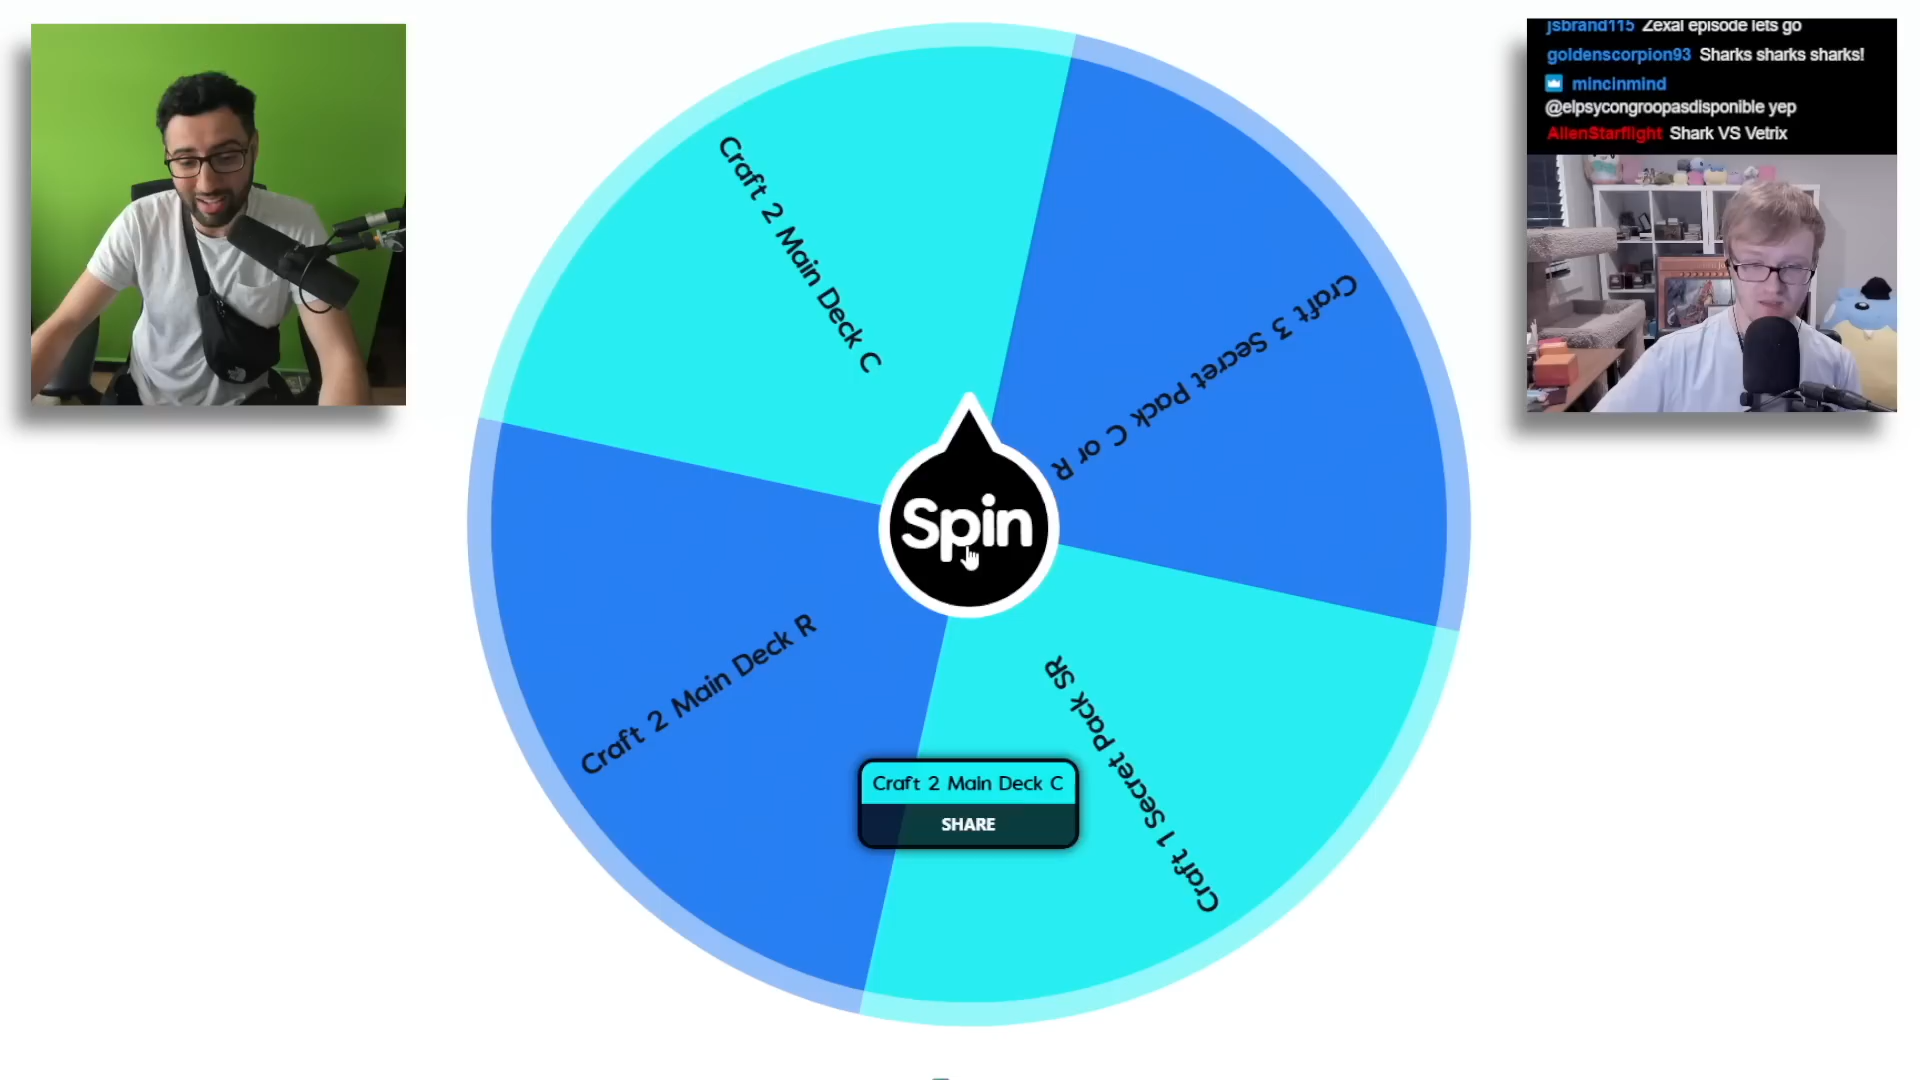 jsbrand115 Zexal episode lets go
goldenscorpion93 Sharks sharks sharks!
mincinmind
@elpsycongroopasdisponible yep
AllenStarflight Shark VS Vetrix
Craft 2 Main Deck C
Craft 3 Secret Pack C or R
Spin
Craft 2 Main Deck R
Craft 1 Secret Pack SR
Craft 2 Main Deck C
SHARE